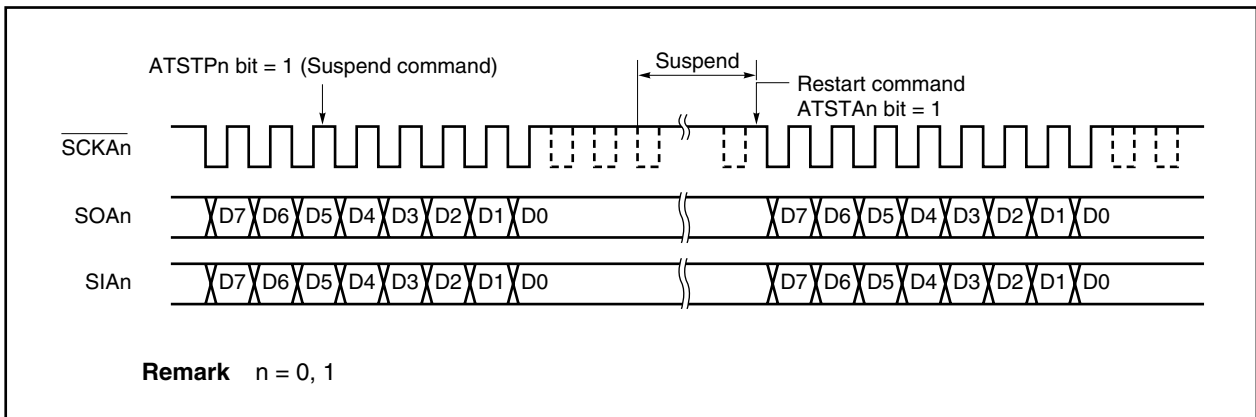 ATSTPn bit = 1 (Suspend command)
Suspend
Restart command
ATSTAn bit = 1
SCKAn
SOAn D7 D6 D5 D4 D3 D2 D1 D0 D7 D6 D5 D4 D3 D2 D1 D0
SIAn D7 D6 D5 D4 D3 D2 D1 D0 D7 D6 D5 D4 D3 D2 D1 D0
Remark n = 0, 1